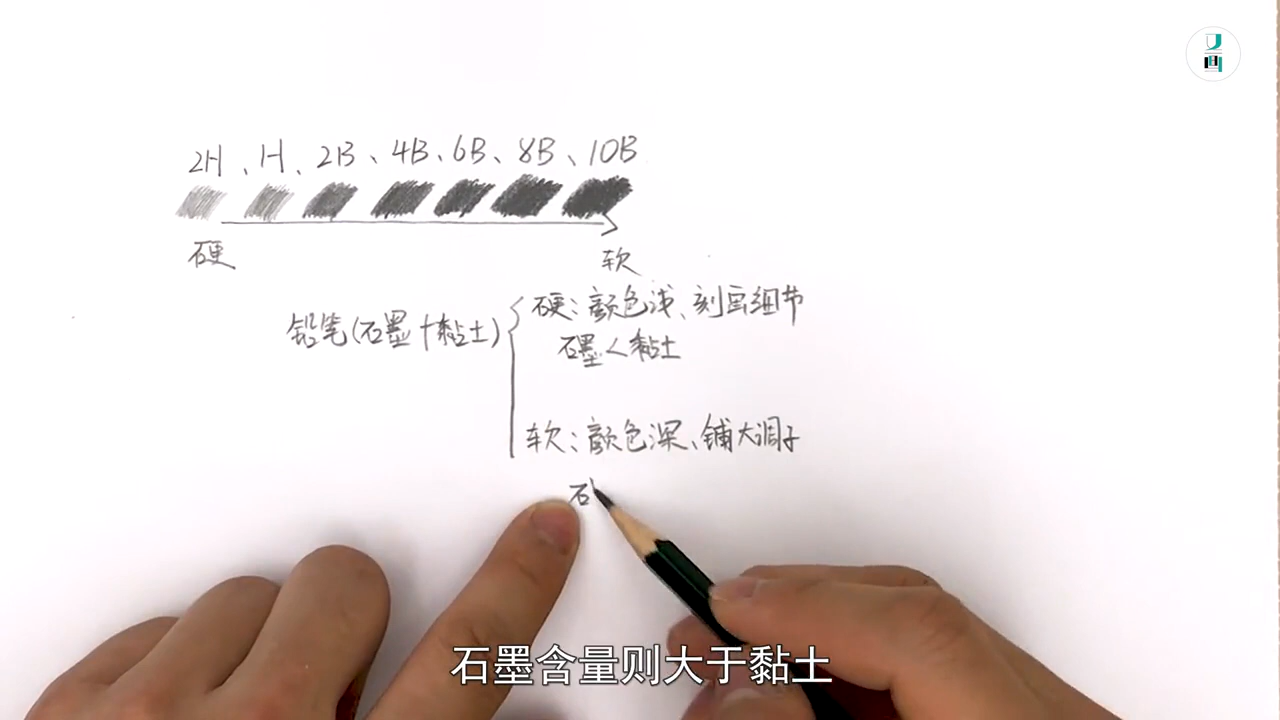 2H、H、2B、4B、6B、8B、10B
硬
软
铅笔(石墨+黏土)
硬：颜色浅、刻画细节
石墨<黏土
软：颜色深、铺大调子
石
石墨含量则大于黏土